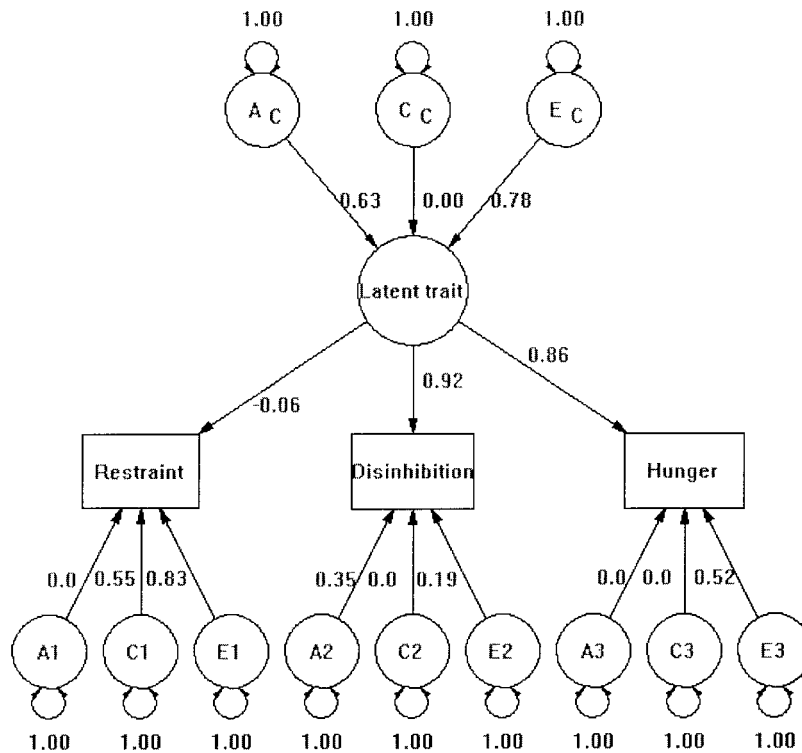 1.00 1.00 1.00
A C C C E C
0.63 0.00 0.78
Latent trait
-0.06 0.92 0.86
Restraint Disinhibition Hunger
0.0 0.55 0.83 0.35 0.0 0.19 0.0 0.0 0.52
A1 C1 E1 A2 C2 E2 A3 C3 E3
1.00 1.00 1.00 1.00 1.00 1.00 1.00 1.00 1.00